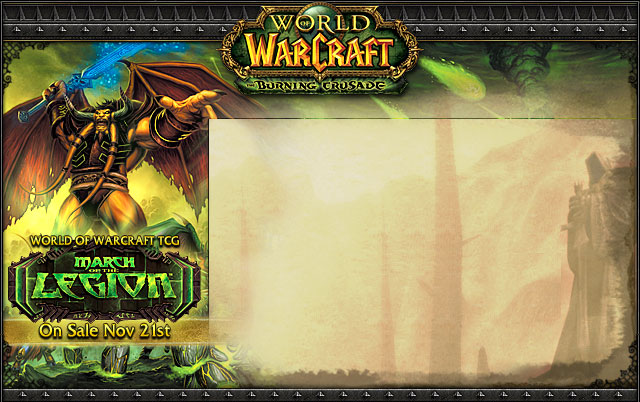 WORLD
OF
WARCRAFT
THE BURNING CRUSADE
WORLD OF WARCRAFT TCG
MARCH
OF THE
LEGION
On Sale Nov 21st